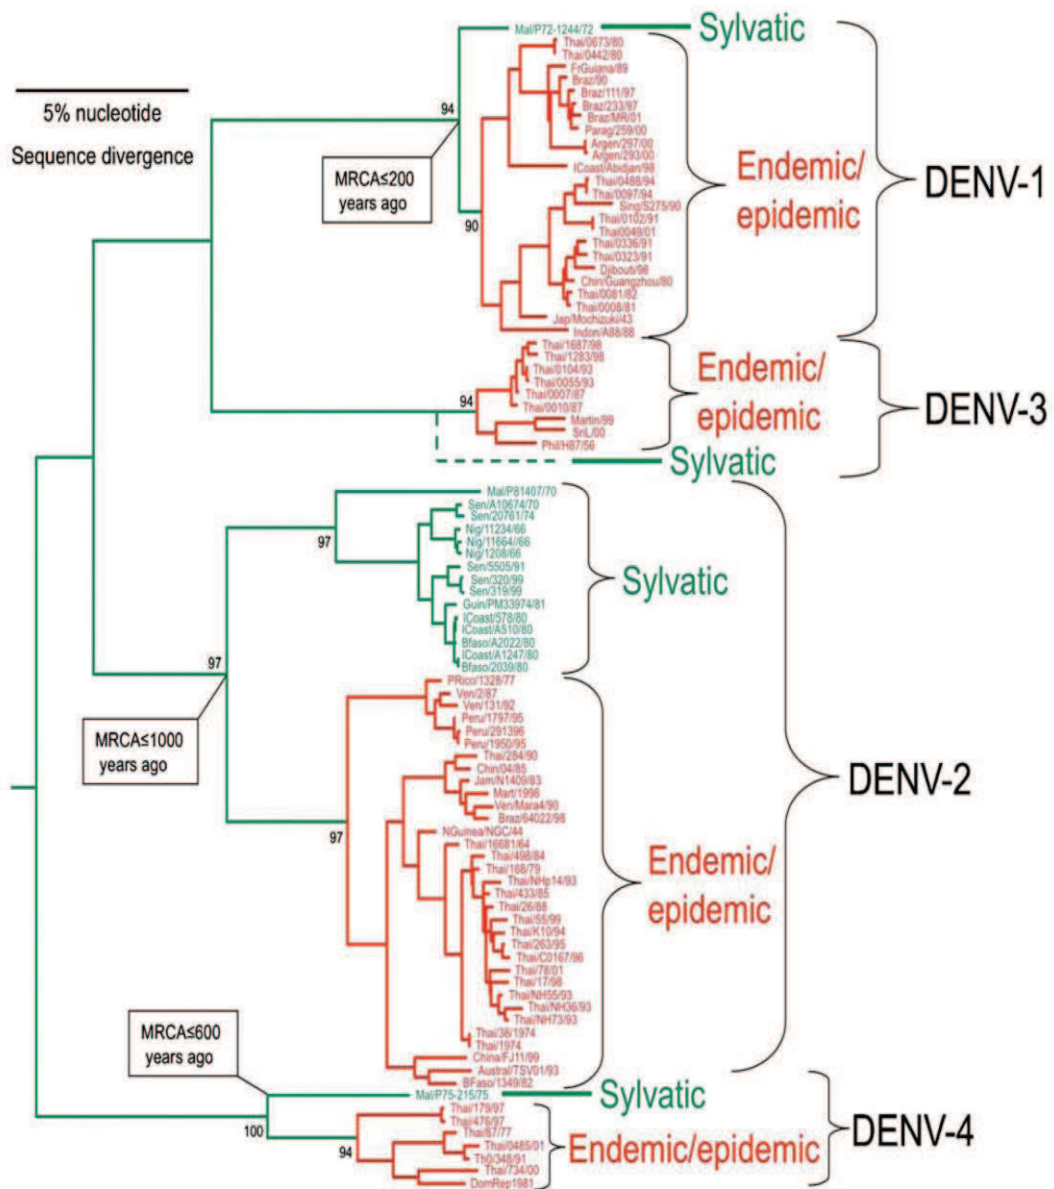 Mal/P72-1244/72
Sylvatic
Thai/0673/80
Thai/0442/80
FrGuiana/89
Braz/90
Braz/111/97
Braz/233/97
Braz/MR/01
Parag/259/00
Argen/297/00
Argen/293/00
ICoast/Abidjan/98
Thai/0488/94
Thai/0097/94
Sing/S275/90
Thai/0102/91
Thai0049/01
Thai/0336/91
Thai/0323/91
Djibouti/98
Chin/Guangzhou/80
Thai/0081/82
Thai/0008/81
Jap/Mochizuki/43
Indon/A88/88
Endemic/
epidemic
DENV-1
5% nucleotide
Sequence divergence
94
MRCA≤200
years ago
90
Thai/1687/98
Thai/1283/98
Thai/0104/93
Thai/0055/93
Thai/0007/87
Thai/0010/87
Martin/99
SriL/00
Phil/H87/56
94
Endemic/
epidemic
DENV-3
Sylvatic
Mal/P81407/70
Sen/A10674/70
Sen/20761/74
Nig/11234/66
Nig/11664//66
Nig/1208/66
Sen/5505/91
Sen/320/99
Sen/319/99
Guin/PM33974/81
ICoast/578/80
ICoast/A510/80
Bfaso/A2022/80
ICoast/A1247/80
Bfaso/2039/80
97
Sylvatic
97
MRCA≤1000
years ago
PRico/1328/77
Ven/2/87
Ven/131/92
Peru/1797/95
Peru/291396
Peru/1950/95
Thai/284/90
Chin/04/85
Jam/N1409/83
Mart/1998
Ven/Mara4/90
Braz/64022/98
NGuinea/NGC/44
Thai/16681/64
Thai/498/84
Thai/168/79
Thai/NHp14/93
Thai/433/85
Thai/26/88
Thai/55/99
Thai/K10/94
Thai/263/95
Thai/C0167/96
Thai/78/01
Thai/17/98
Thai/NH55/93
Thai/NH36/93
Thai/NH73/93
Thai/38/1974
Thai/1974
China/FJ11/99
Austral/TSV01/93
BFaso/1349/82
97
Endemic/
epidemic
DENV-2
MRCA≤600
years ago
Mal/P75-215/75
Sylvatic
Thai/179/97
Thai/476/97
Thai/87/77
Thai/0485/01
Th0/348/91
Thai/734/00
DomRep1981
100
94
Endemic/epidemic
DENV-4